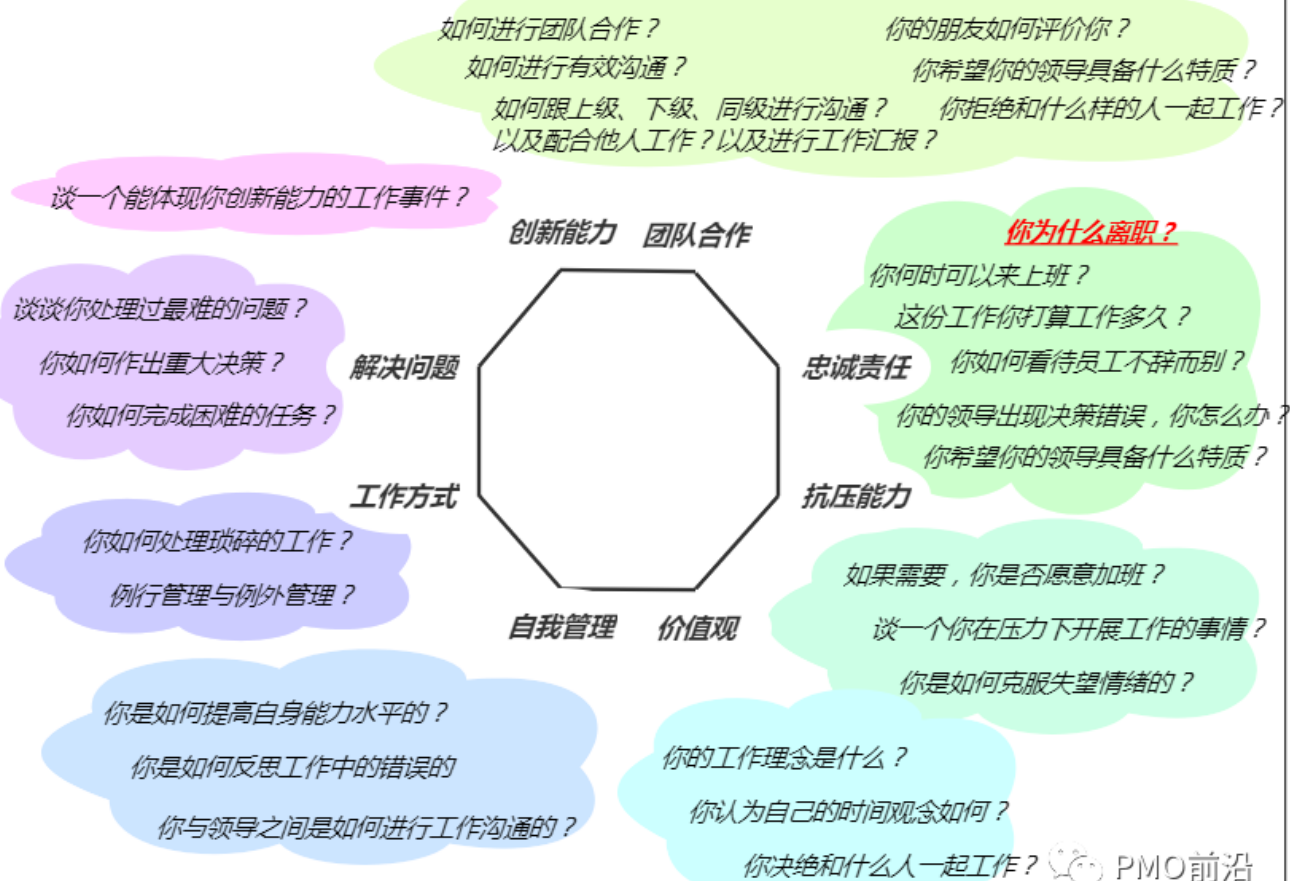 如何进行团队合作？
你的朋友如何评价你？
如何进行有效沟通？
你希望你的领导具备什么特质？
如何跟上级、下级、同级进行沟通？
你拒绝和什么样的人一起工作？
以及配合他人工作？以及进行工作汇报？
谈一个能体现你创新能力的工作事件？
创新能力
团队合作
你为什么离职？
你何时可以来上班？
这份工作你打算工作多久？
你如何看待员工不辞而别？
你的领导出现决策错误，你怎么办？
你希望你的领导具备什么特质？
忠诚责任
谈谈你处理过最难的问题？
你如何作出重大决策？
你如何完成困难的任务？
解决问题
工作方式
抗压能力
你如何处理琐碎的工作？
例行管理与例外管理？
如果需要，你是否愿意加班？
谈一个你在压力下开展工作的事情？
你是如何克服失望情绪的？
自我管理
价值观
你是如何提高自身能力水平的？
你是如何反思工作中的错误的
你与领导之间是如何进行工作沟通的？
你的工作理念是什么？
你认为自己的时间观念如何？
你决绝和什么人一起工作？
PMO前沿